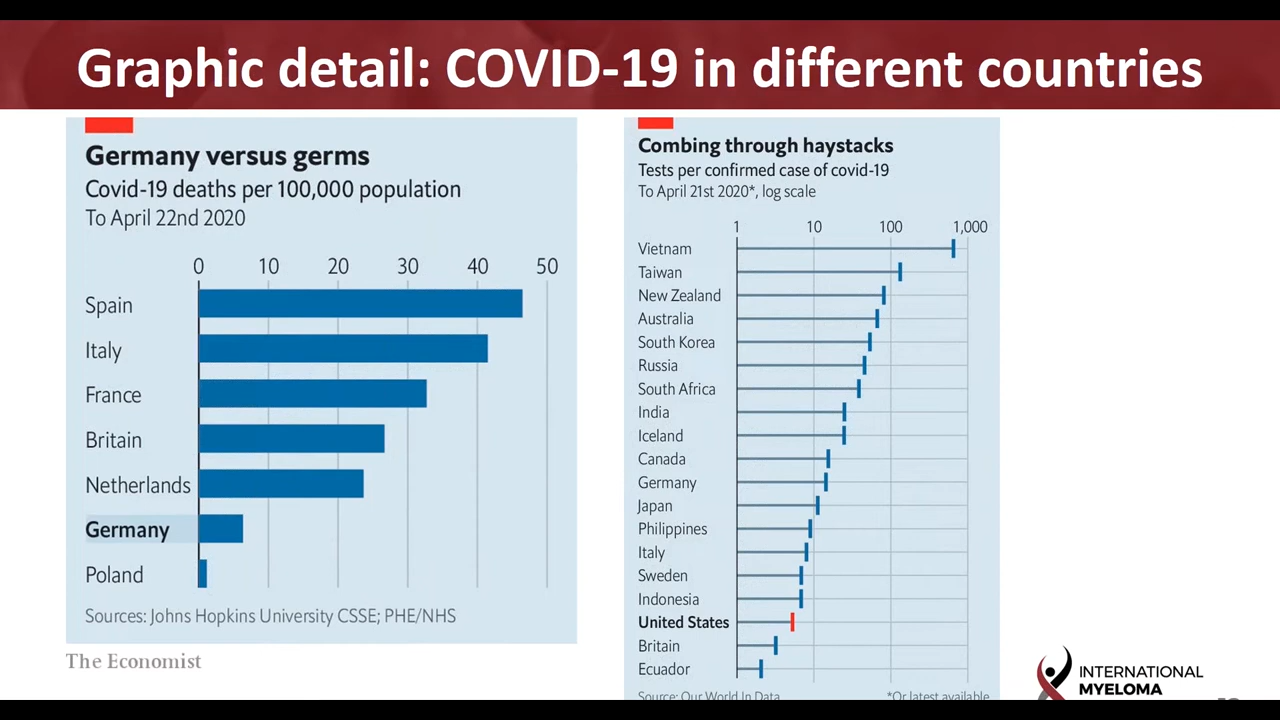 Graphic detail: COVID-19 in different countries
Germany versus germs
Covid-19 deaths per 100,000 population
To April 22nd 2020
0 10 20 30 40 50
Spain
Italy
France
Britain
Netherlands
Germany
Poland
Sources: Johns Hopkins University CSSE; PHE/NHS
The Economist
Combing through haystacks
Tests per confirmed case of covid-19
To April 21st 2020*, log scale
1 10 100 1,000
Vietnam
Taiwan
New Zealand
Australia
South Korea
Russia
South Africa
India
Iceland
Canada
Germany
Japan
Philippines
Italy
Sweden
Indonesia
United States
Britain
Ecuador
Source: Our World In Data *Or latest available
INTERNATIONAL
MYELOMA